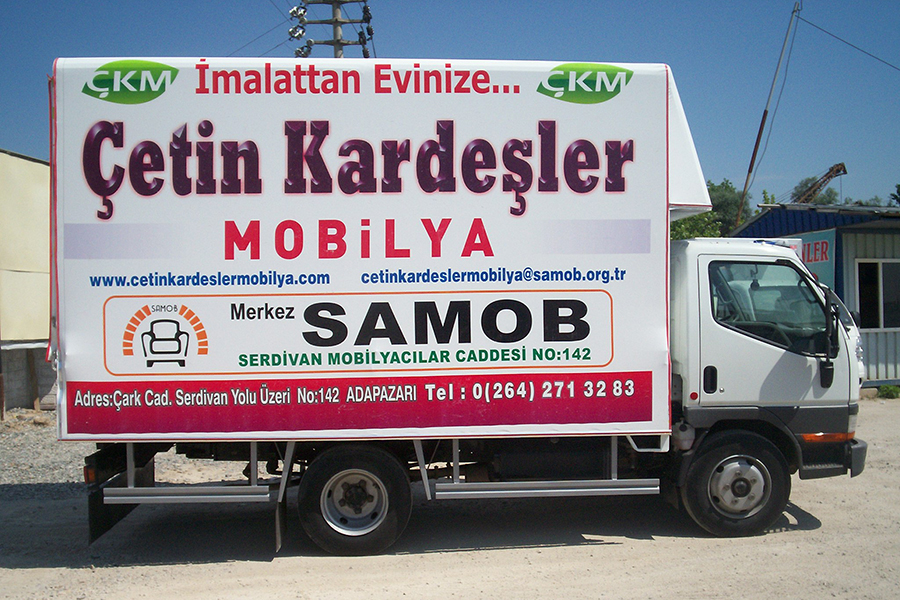 ÇKM İmalattan Evinize... ÇKM
Çetin Kardeşler
MOBiLYA
www.cetinkardeslermobilya.com cetinkardeslermobilya@samob.org.tr
SAMOB
Merkez SAMOB
SERDİVAN MOBİLYACILAR CADDESİ NO:142
Adres:Çark Cad. Serdivan Yolu Üzeri No:142 ADAPAZARI Tel : 0(264) 271 32 83